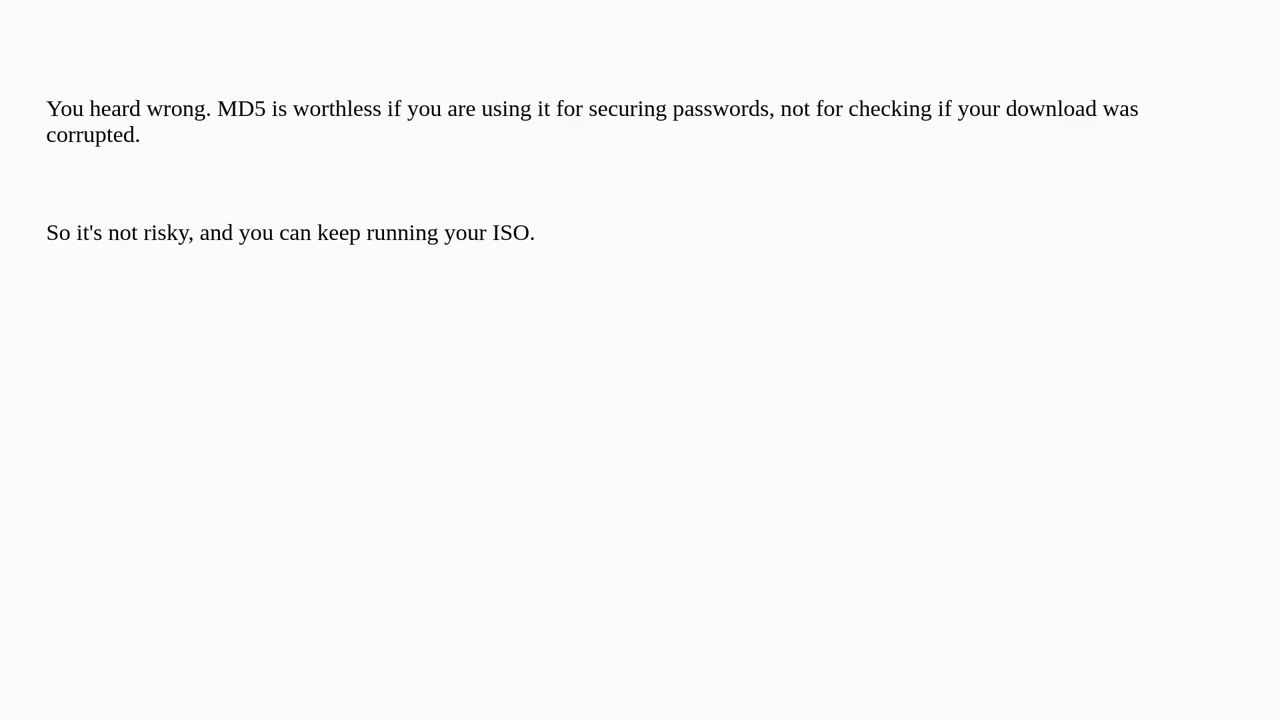 You heard wrong. MD5 is worthless if you are using it for securing passwords, not for checking if your download was
corrupted.
So it's not risky, and you can keep running your ISO.